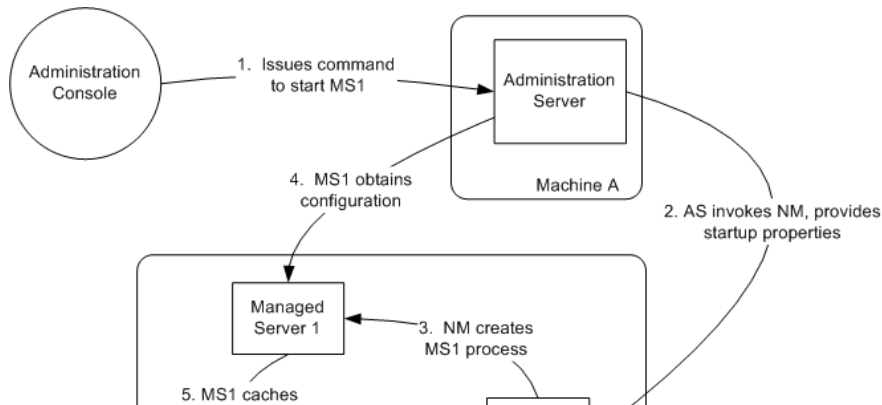 Administration
Console
1. Issues command
to start MS1
Administration
Server
Machine A
4. MS1 obtains
configuration
2. AS invokes NM, provides
startup properties
Managed
Server 1
3. NM creates
MS1 process
5. MS1 caches